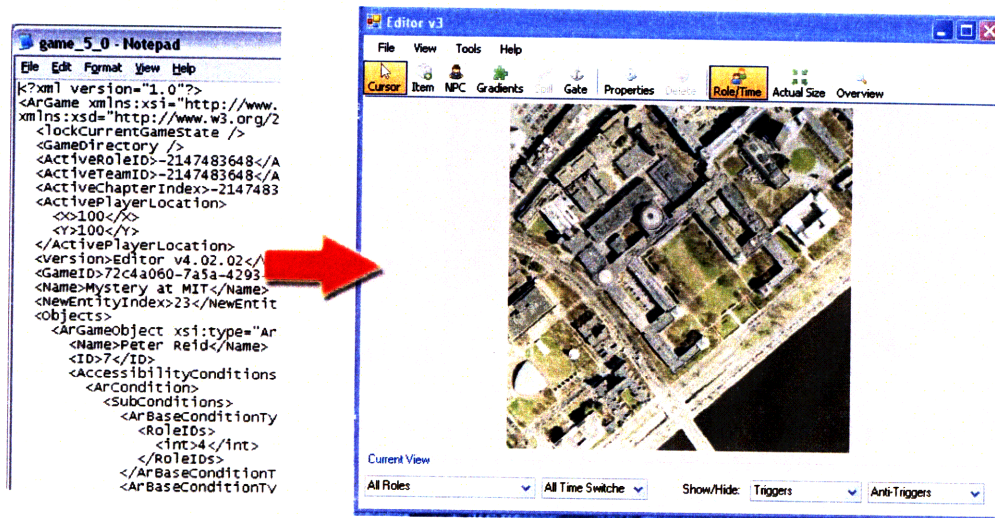 game_5_0 - Notepad
File Edit Format View Help
<?xml version="1.0"?>
<ArGame xmlns:xsi="http://www.
xmlns:xsd="http://www.w3.org/2
<lockCurrentGameState />
<GameDirectory />
<ActiveRoleID>-2147483648</A
<ActiveTeamID>-2147483648</A
<ActiveChapterIndex>-2147483
<ActivePlayerLocation>
<X>100</X>
<Y>100</Y>
</ActivePlayerLocation>
<version>Editor v4.02.02</
<GameID>72c4a060-7a5a-4293-
<Name>Mystery at MIT</Name>
<NewEntityIndex>23</NewEntit
<Objects>
<ArGameObject xsi:type="Ar
<Name>Peter Reid</Name>
<ID>7</ID>
<AccessibilityConditions
<ArCondition>
<SubConditions>
<ArBaseConditionTy
<RoleIDs>
<int>4</int>
</RoleIDs>
</ArBaseConditionT
<ArBaseConditionTy
Editor v3
File View Tools Help
Cursor Item NPC Gradients Spill Gate Properties Delete Role/Time Actual Size Overview
Current View
All Roles All Time Switche Show/Hide: Triggers Anti-Triggers